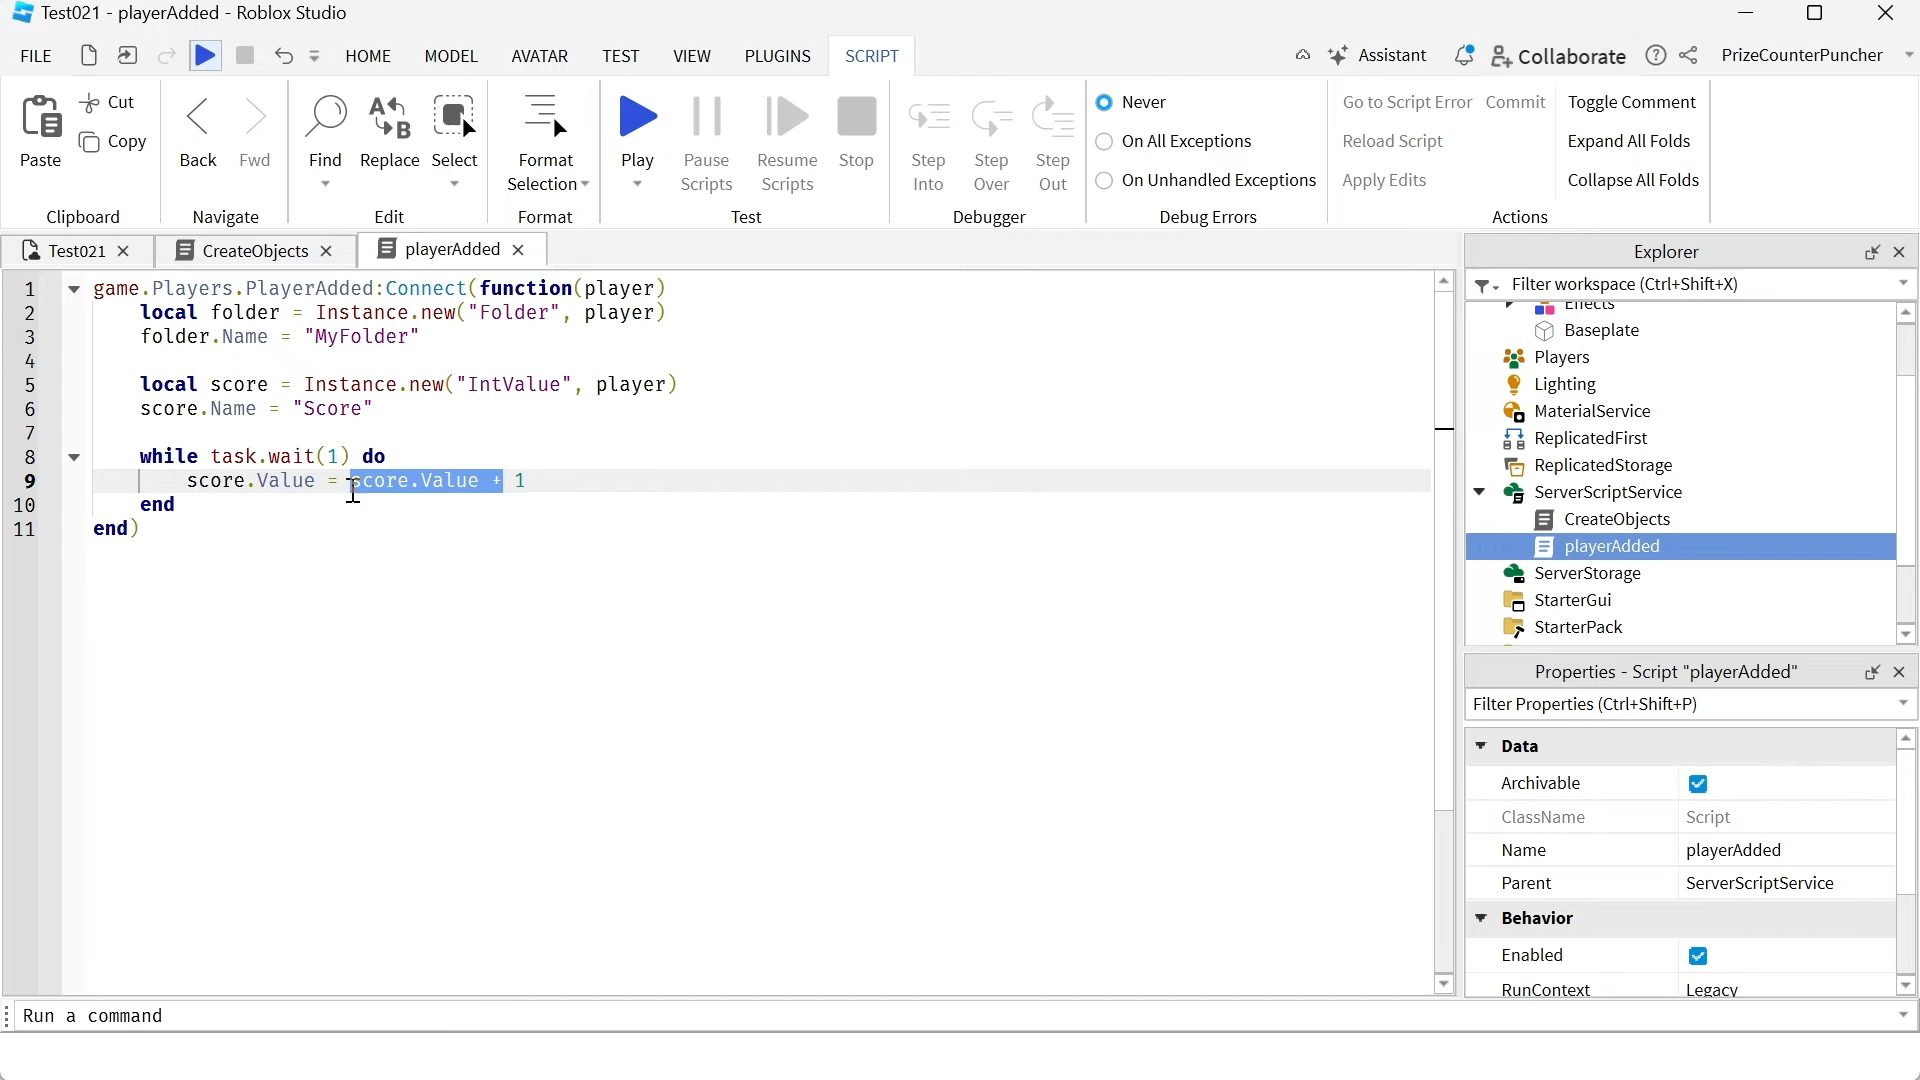 Test021 - playerAdded - Roblox Studio
FILE HOME MODEL AVATAR TEST VIEW PLUGINS SCRIPT Assistant Collaborate PrizeCounterPuncher
Paste Cut Copy
Clipboard
Back Fwd
Navigate
Find Replace Select
Edit
Format Selection
Format
Play Pause Scripts Resume Scripts Stop
Test
Step Into Step Over Step Out
Debugger
Never
On All Exceptions
On Unhandled Exceptions
Debug Errors
Go to Script Error Commit Toggle Comment
Reload Script Expand All Folds
Apply Edits Collapse All Folds
Actions
Test021 CreateObjects playerAdded
1 game.Players.PlayerAdded:Connect(function(player)
2 local folder = Instance.new("Folder", player)
3 folder.Name = "MyFolder"
4
5 local score = Instance.new("IntValue", player)
6 score.Name = "Score"
7
8 while task.wait(1) do
9 score.Value = score.Value + 1
10 end
11 end)
Explorer
Filter workspace (Ctrl+Shift+X)
Effects
Baseplate
Players
Lighting
MaterialService
ReplicatedFirst
ReplicatedStorage
ServerScriptService
CreateObjects
playerAdded
ServerStorage
StarterGui
StarterPack
Properties - Script "playerAdded"
Filter Properties (Ctrl+Shift+P)
Data
Archivable
ClassName Script
Name playerAdded
Parent ServerScriptService
Behavior
Enabled
RunContext Legacy
Run a command